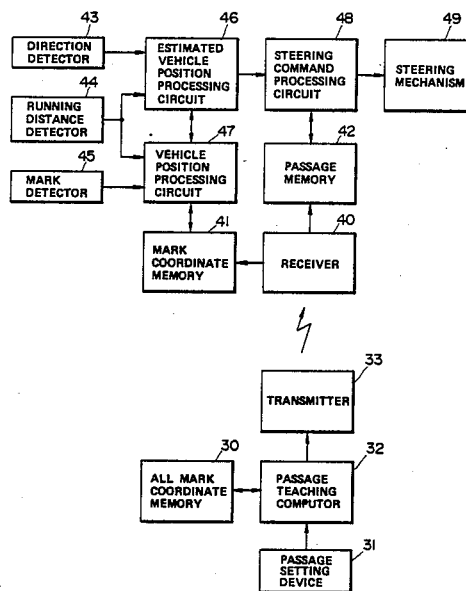 43
DIRECTION
DETECTOR
46
ESTIMATED
VEHICLE
POSITION
PROCESSING
CIRCUIT
48
STEERING
COMMAND
PROCESSING
CIRCUIT
49
STEERING
MECHANISM
44
RUNNING
DISTANCE
DETECTOR
45
MARK
DETECTOR
47
VEHICLE
POSITION
PROCESSING
CIRCUIT
42
PASSAGE
MEMORY
41
MARK
COORDINATE
MEMORY
40
RECEIVER
33
TRANSMITTER
30
ALL MARK
COORDINATE
MEMORY
32
PASSAGE
TEACHING
COMPUTOR
31
PASSAGE
SETTING
DEVICE